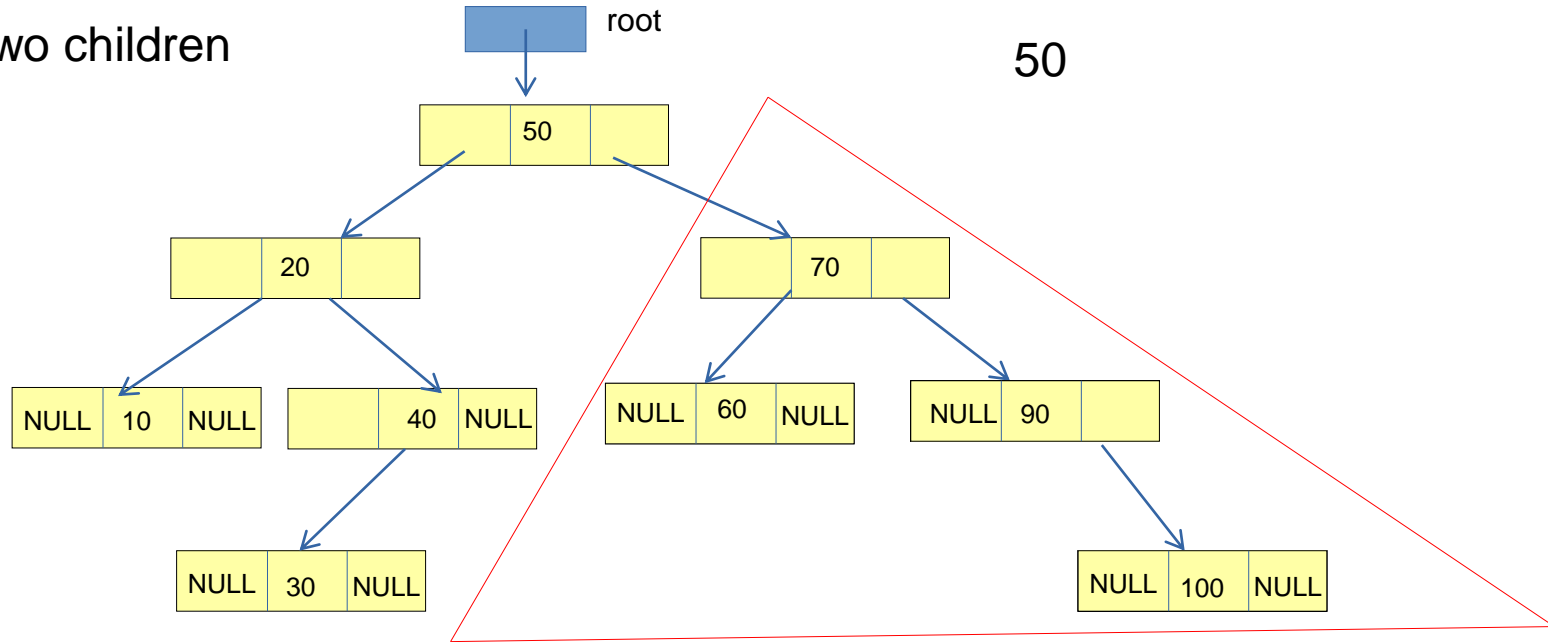 root
wo children
50
50
20
70
NULL 10 NULL
40 NULL
NULL 60 NULL
NULL 90
NULL 30 NULL
NULL 100 NULL